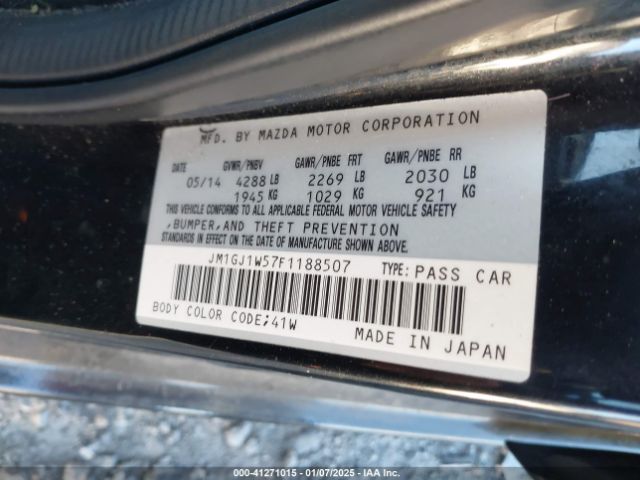 MFD. BY MAZDA MOTOR CORPORATION
DATE GVWR/PNBV GAWR/PNBE FRT GAWR/PNBE RR
05/14 4288 LB 2269 LB 2030 LB
1945 KG 1029 KG 921 KG
THIS VEHICLE CONFORMS TO ALL APPLICABLE FEDERAL MOTOR VEHICLE SAFETY
,BUMPER,AND THEFT PREVENTION
STANDARDS IN EFFECT ON THE DATE OF MANUFACTURE SHOWN ABOVE.
JM1GJ1W57F1188507 TYPE: PASS CAR
BODY COLOR CODE;41W
MADE IN JAPAN
000-41271015 - 01/07/2025 - IAA Inc.